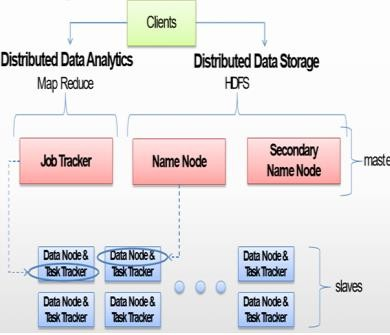 Clients
Distributed Data Analytics
Map Reduce
Distributed Data Storage
HDFS
Job Tracker
Name Node
Secondary
Name Node
maste
Data Node &
Task Tracker
Data Node &
Task Tracker
Data Node &
Task Tracker
slaves
Data Node &
Task Tracker
Data Node &
Task Tracker
Data Node &
Task Tracker